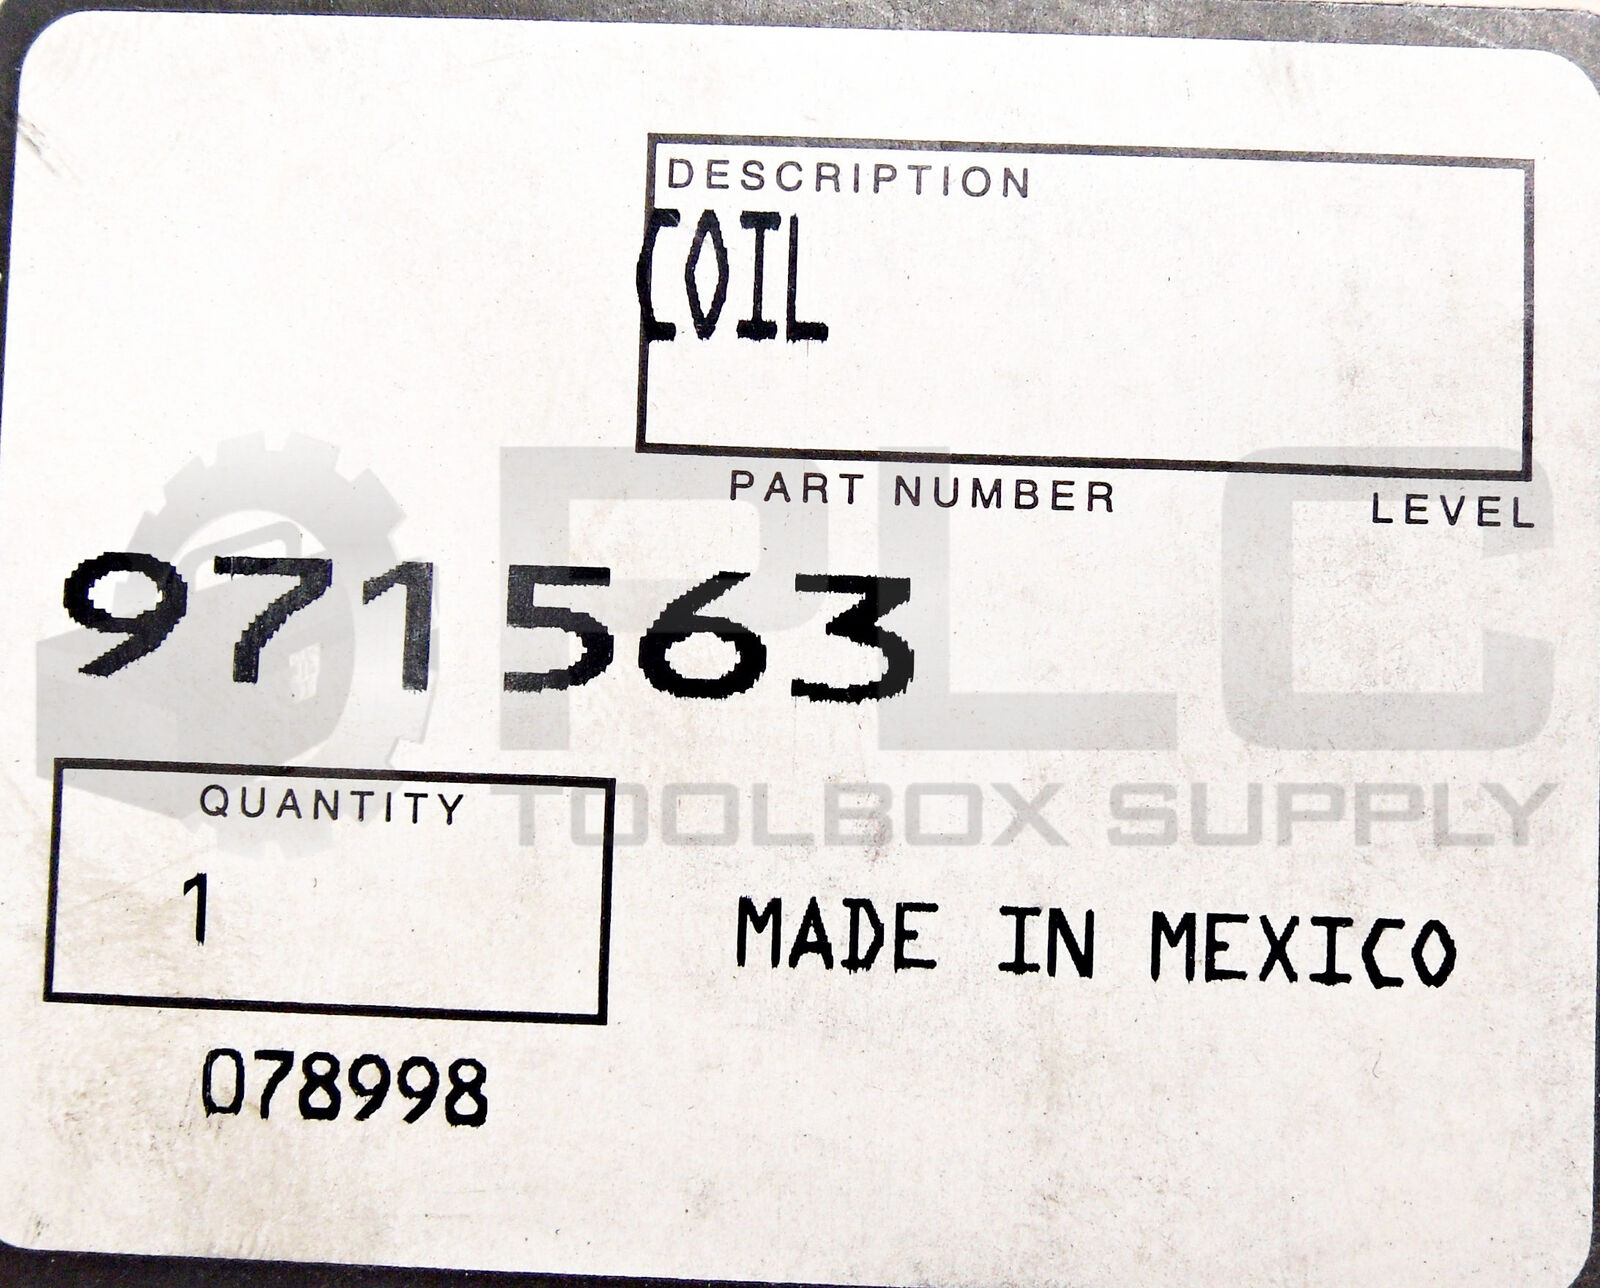 DESCRIPTION
COIL
PART NUMBER LEVEL
971563
PLC
TOOLBOX SUPPLY
QUANTITY
1
MADE IN MEXICO
078998